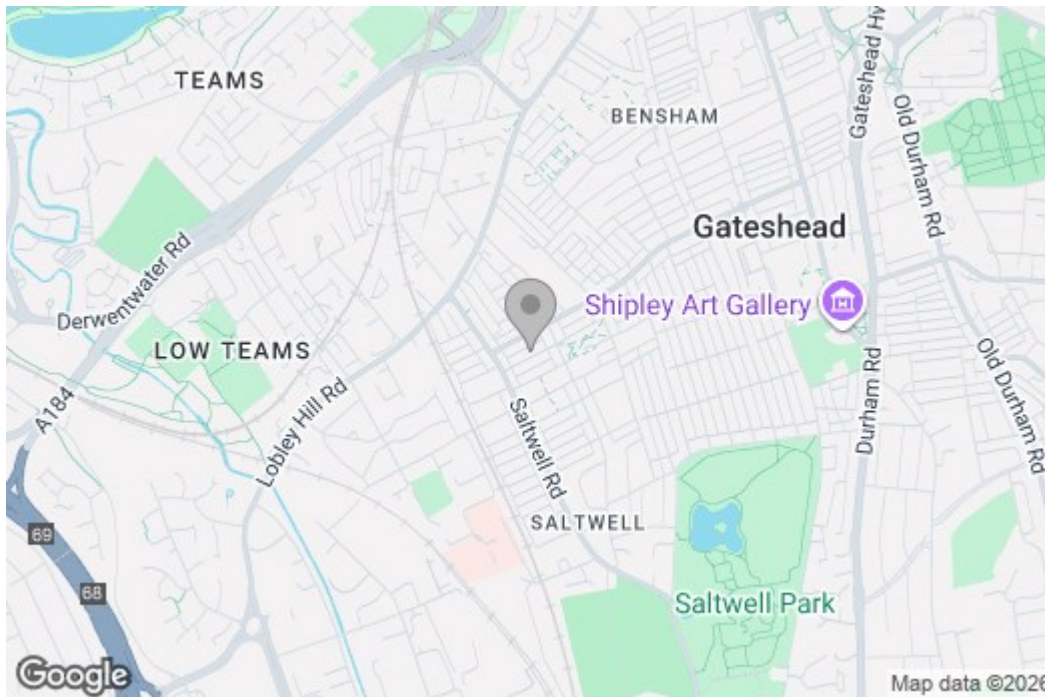 TEAMS
BENSHAM
Gateshead Hw
Old Durham Rd
Gateshead
Derwentwater Rd
Shipley Art Gallery
LOW TEAMS
A184
Lobley Hill Rd
Saltwell Rd
Durham Rd
Old Durham Rd
69
SALTWELL
68
Saltwell Park
Google
Map data ©2026